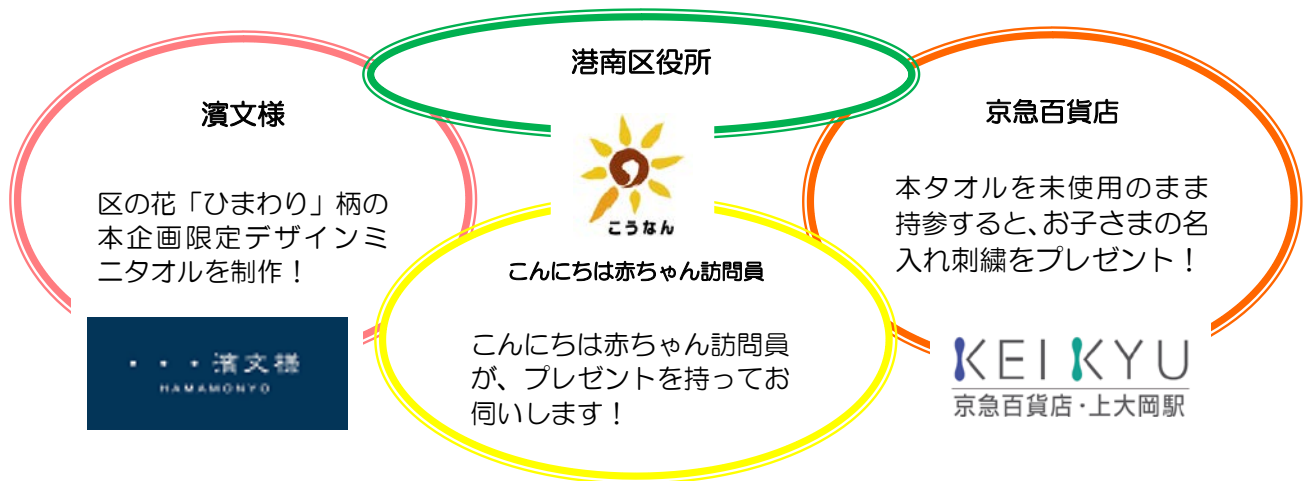 港南区役所
濱文様
区の花「ひまわり」柄の
本企画限定デザインミ
ニタオルを制作！
・・・濱文様
HAMAMONYO
こうなん
こんにちは赤ちゃん訪問員
こんにちは赤ちゃん訪問員
が、プレゼントを持ってお
伺いします！
京急百貨店
本タオルを未使用のまま
持参すると、お子さまの名
入れ刺繍をプレゼント！
KEIKYU
京急百貨店・上大岡駅